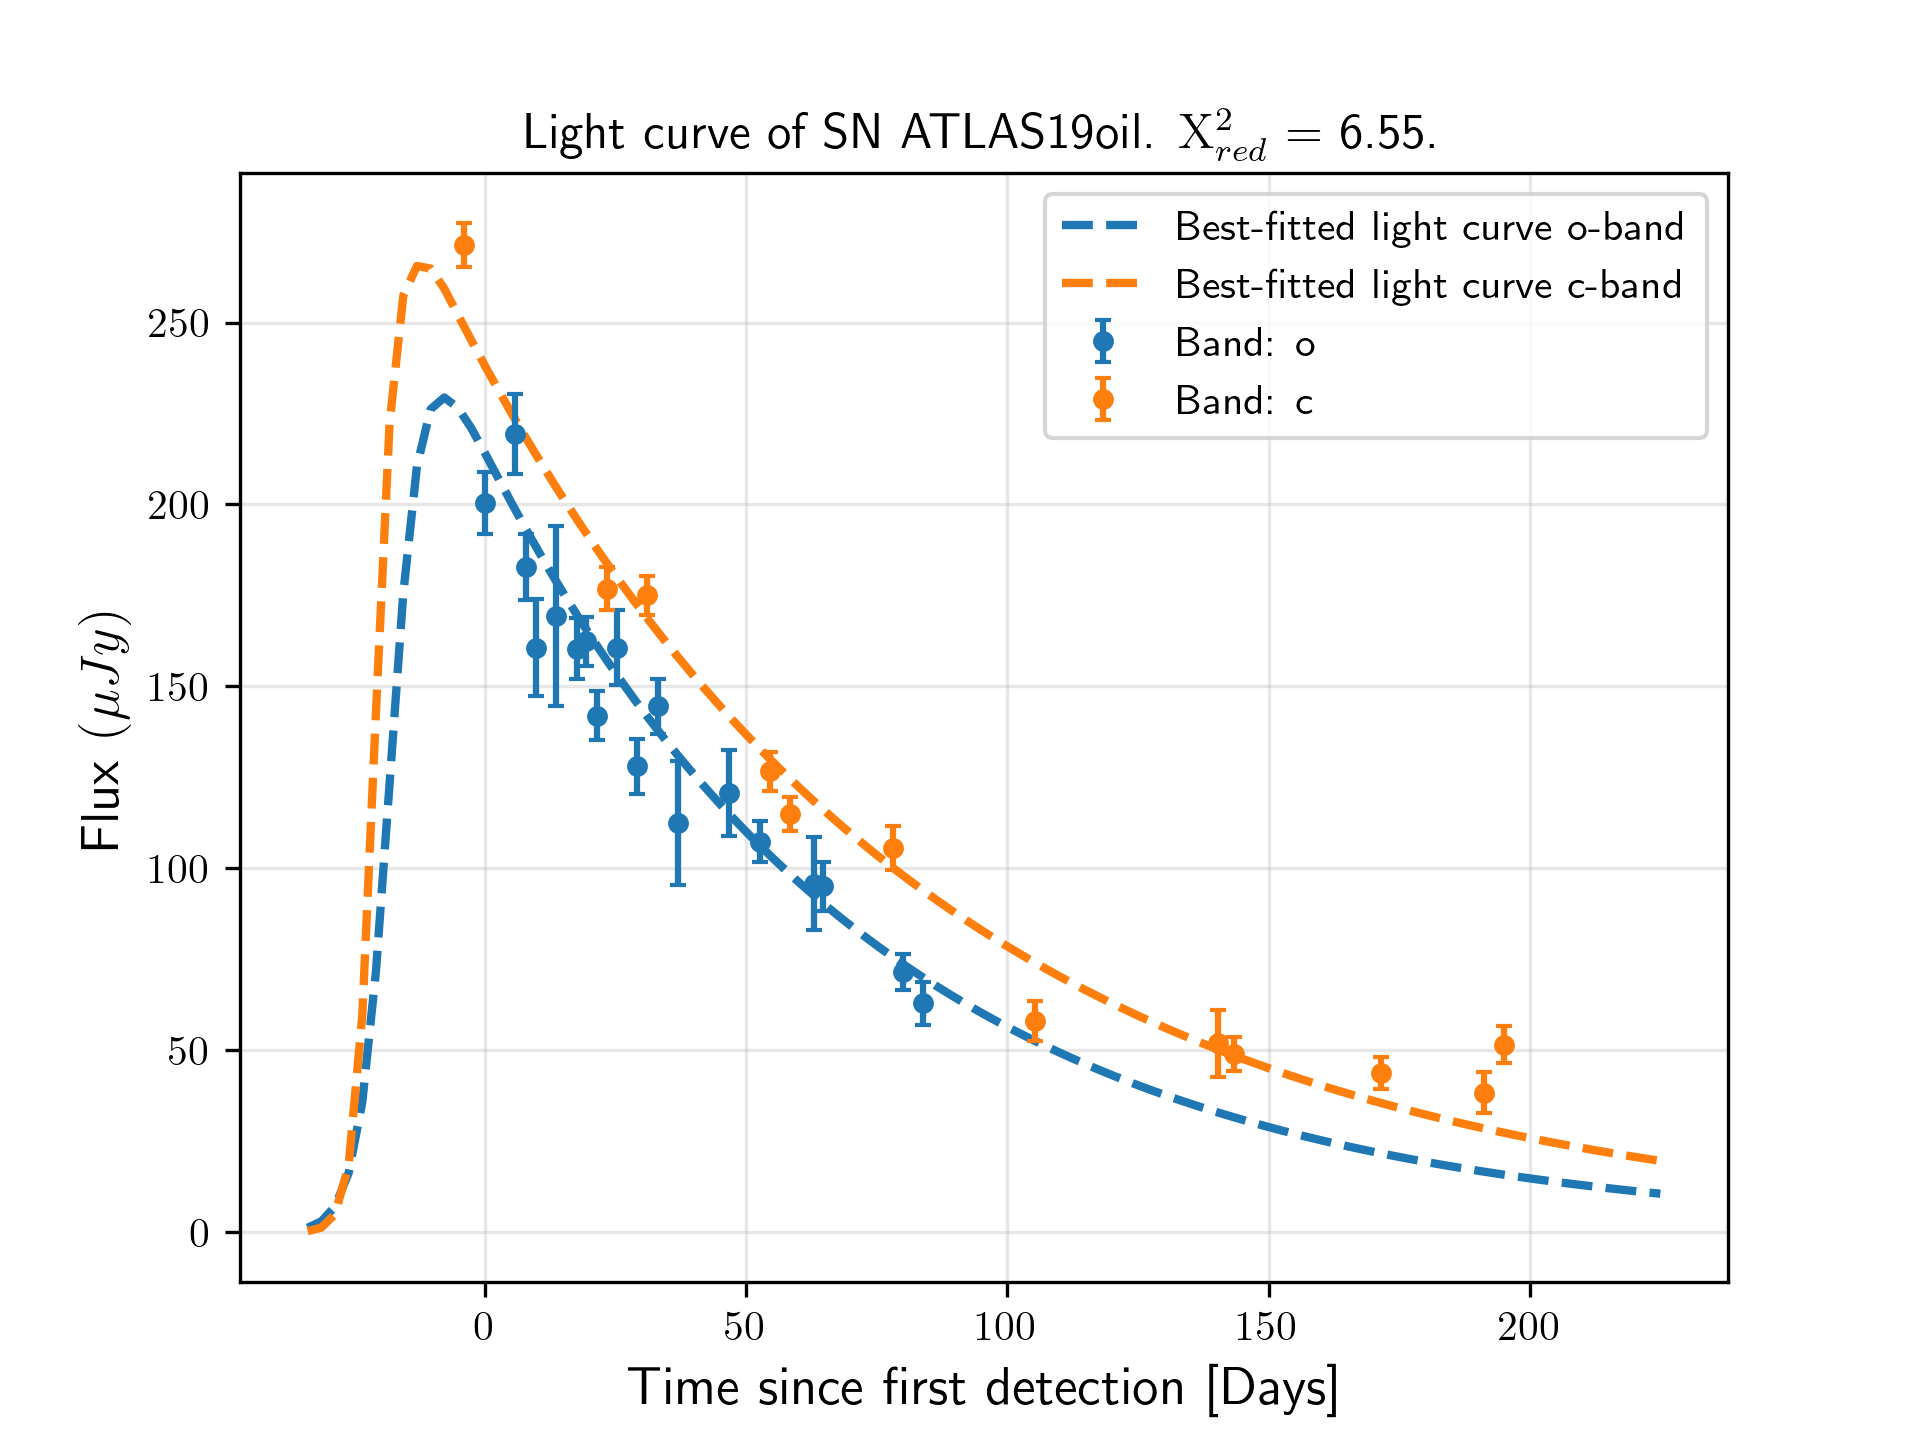 Light curve of SN ATLAS19oil. X²_red = 6.55.
Best-fitted light curve o-band
Best-fitted light curve c-band
Band: o
Band: c
250
200
150
100
50
0
Flux (μJy)
0 50 100 150 200
Time since first detection [Days]